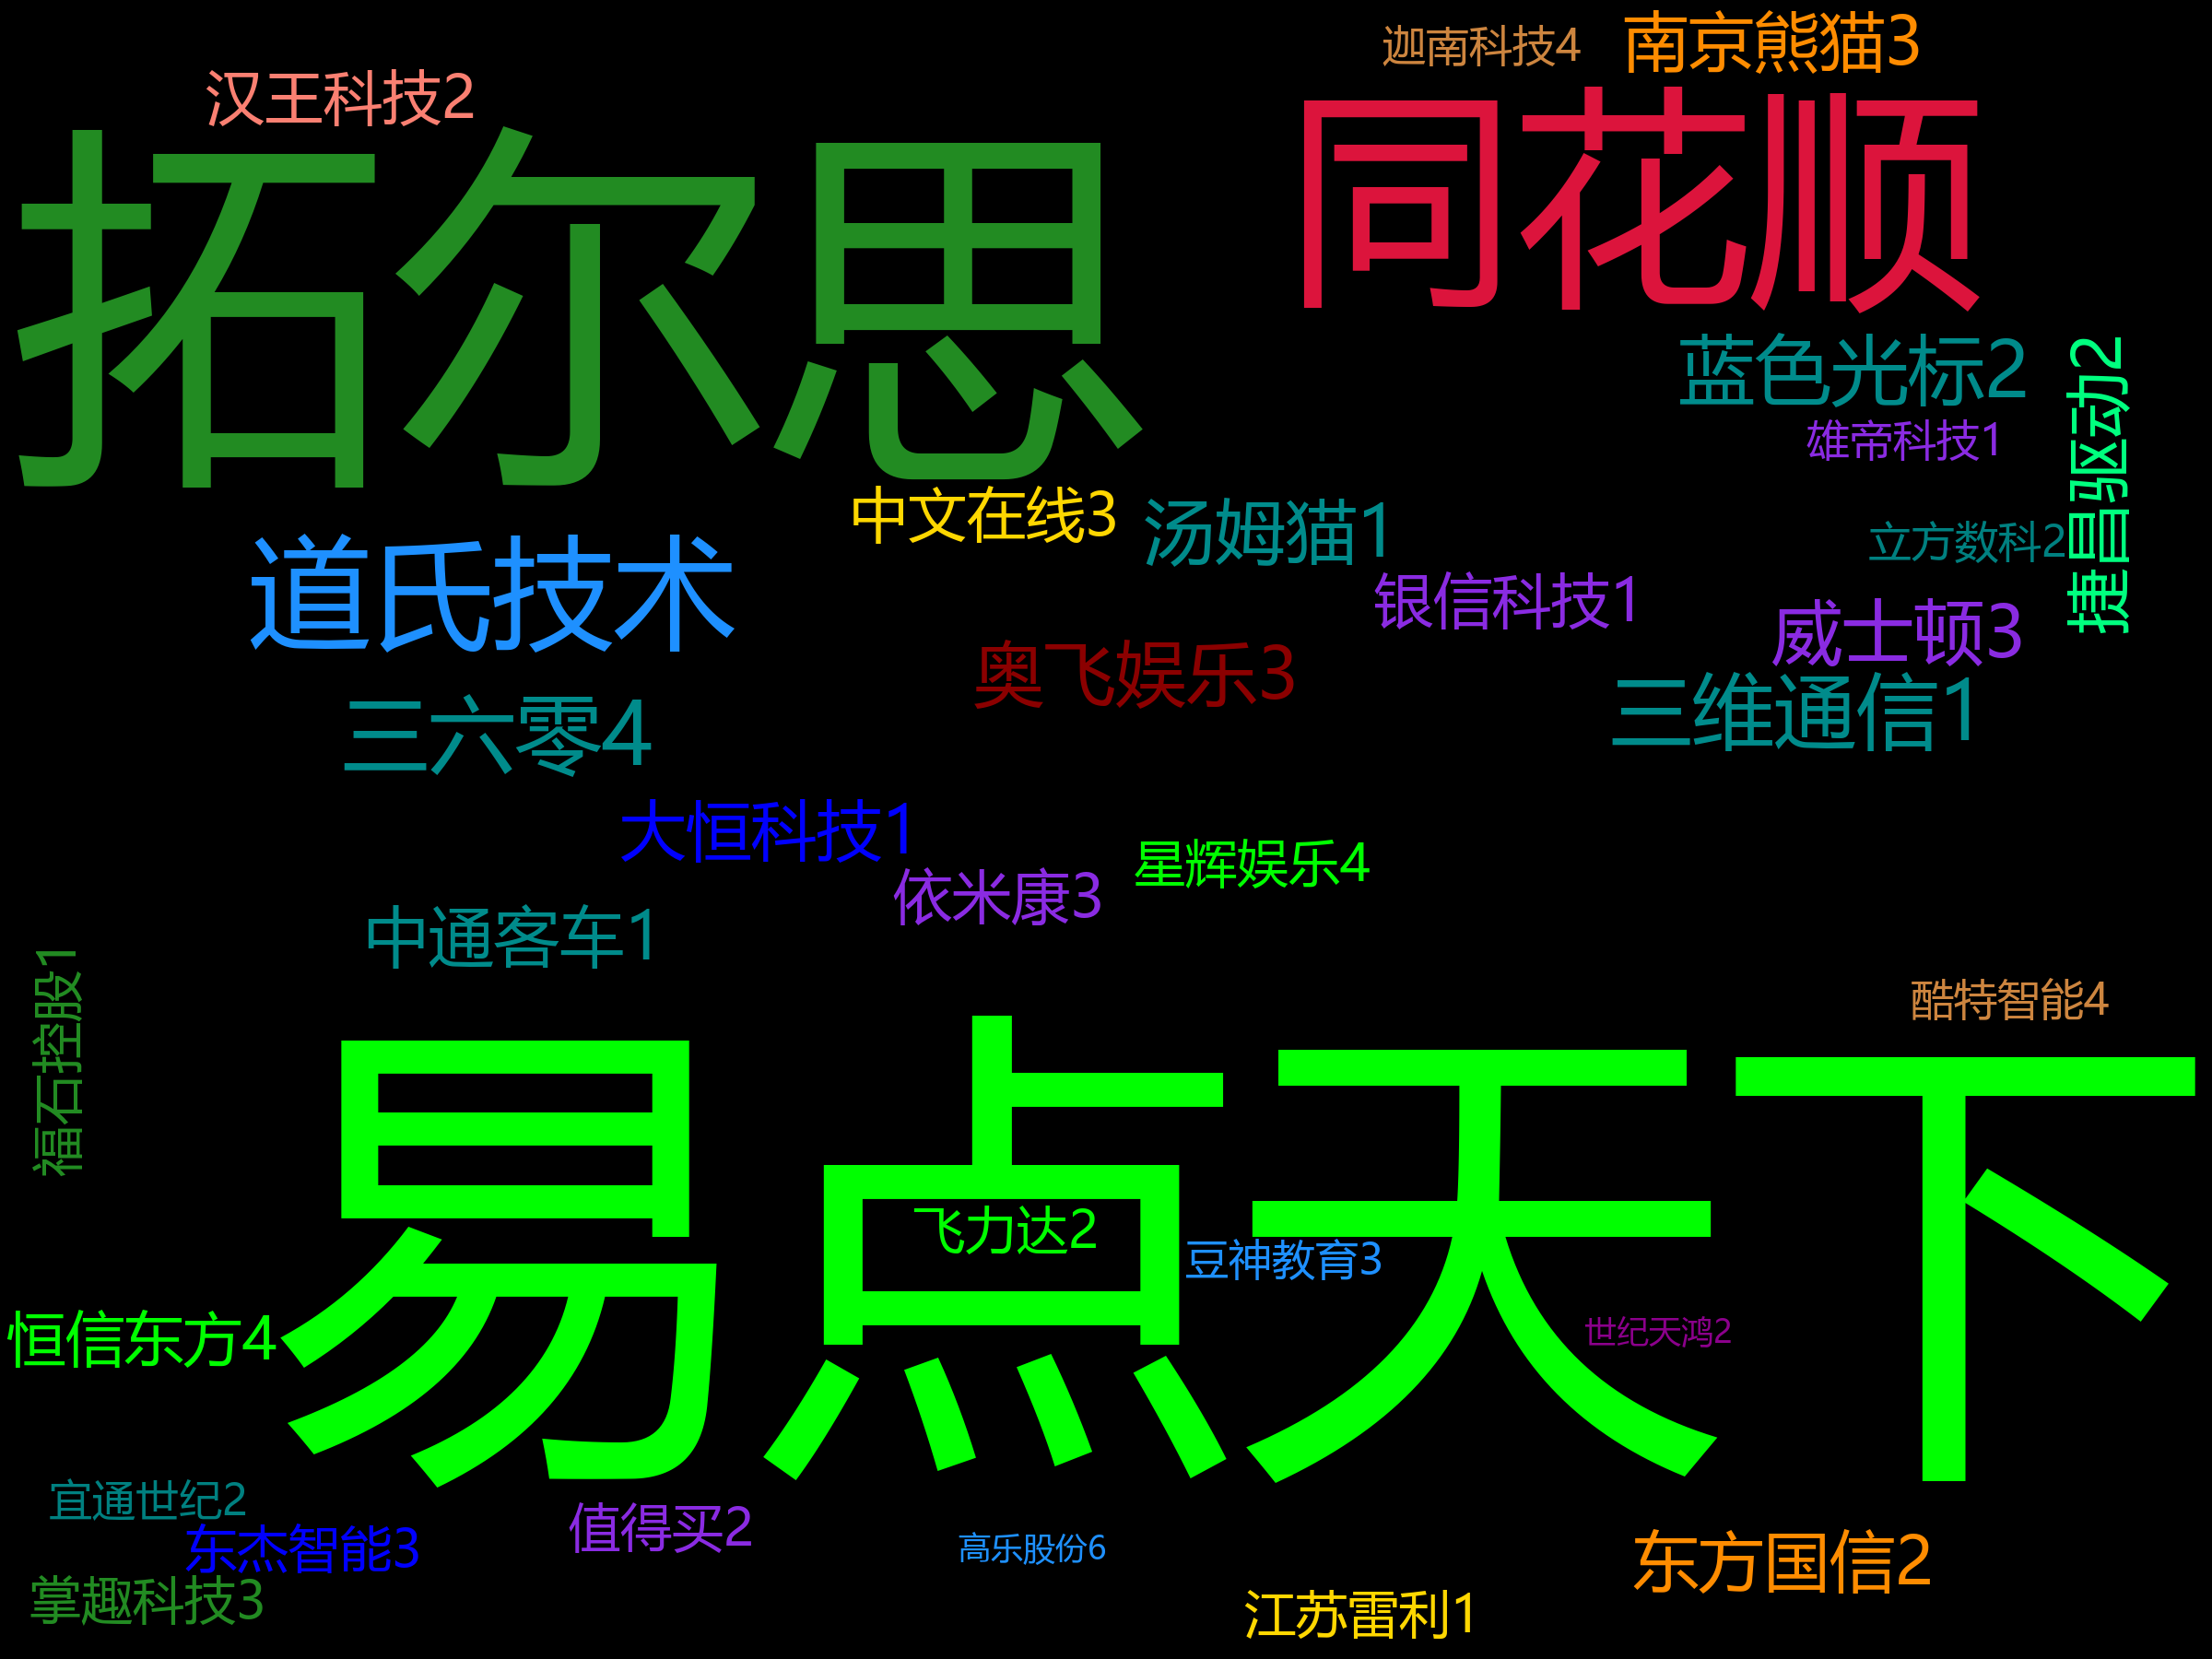 迦南科技4
南京熊猫3
汉王科技2
同花顺
拓尔思
蓝色光标2
捷昌驱动2
雄帝科技1
中文在线3
汤姆猫1
立方数科2
道氏技术
银信科技1
威士顿3
奥飞娱乐3
三维通信1
三六零4
大恒科技1
星辉娱乐4
依米康3
中通客车1
福石控股1
酷特智能4
易点天下
飞力达2
豆神教育3
恒信东方4
世纪天鸿2
宜通世纪2
值得买2
东杰智能3
高乐股份6
东方国信2
掌趣科技3
江苏雷利1